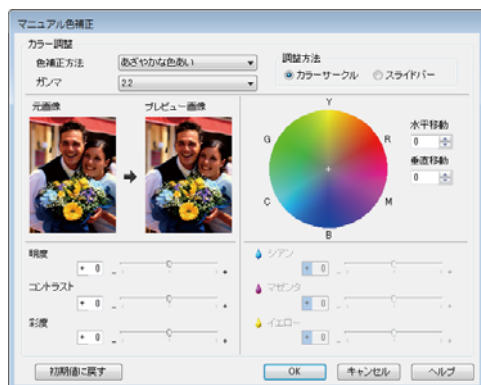 マニュアル色補正
カラー調整
色補正方法 あざやかな色あい
ガンマ 2.2
調整方法
カラーサークル スライドバー
元画像 プレビュー画像
Y
G R
C M
B
水平移動
0
垂直移動
0
明度
+ 0 - +
コントラスト
+ 0 - +
彩度
+ 0 - +
シアン
+ 0 - +
マゼンタ
+ 0 - +
イエロー
+ 0 - +
初期値に戻す OK キャンセル ヘルプ